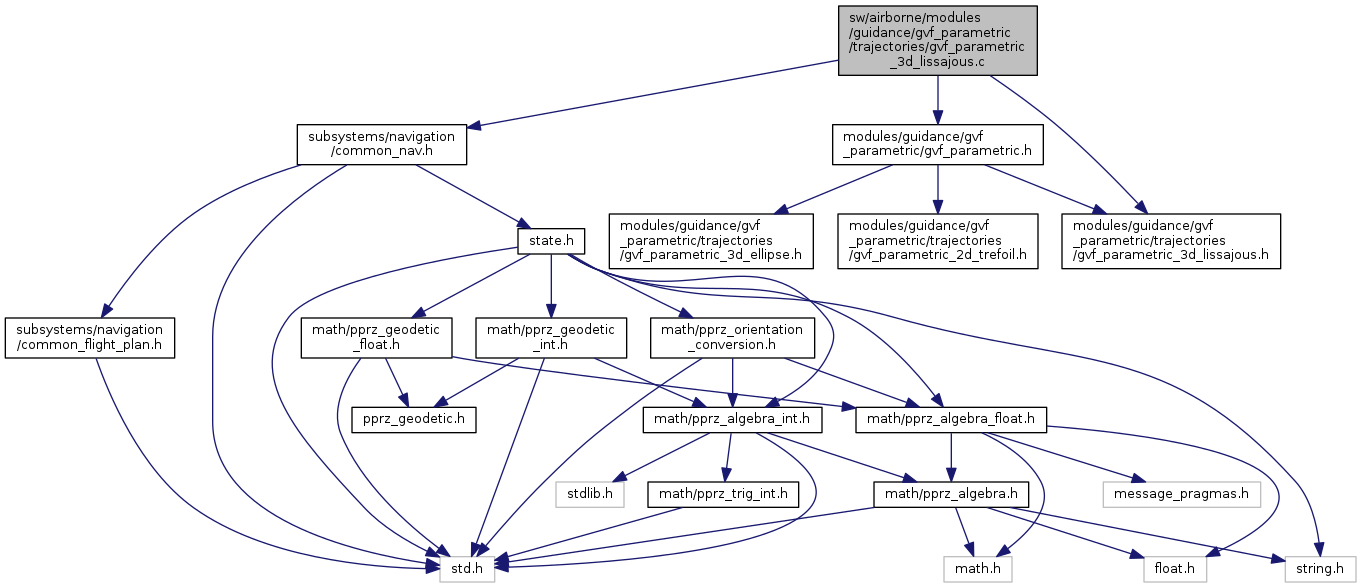 sw/airborne/modules
/guidance/gvf_parametric
/trajectories/gvf_parametric
_3d_lissajous.c
subsystems/navigation
/common_nav.h
modules/guidance/gvf
_parametric/gvf_parametric.h
state.h
modules/guidance/gvf
_parametric/trajectories
/gvf_parametric_3d_ellipse.h
modules/guidance/gvf
_parametric/trajectories
/gvf_parametric_2d_trefoil.h
modules/guidance/gvf
_parametric/trajectories
/gvf_parametric_3d_lissajous.h
subsystems/navigation
/common_flight_plan.h
math/pprz_geodetic
_float.h
math/pprz_geodetic
_int.h
math/pprz_orientation
_conversion.h
pprz_geodetic.h
math/pprz_algebra_int.h
math/pprz_algebra_float.h
stdlib.h
math/pprz_trig_int.h
math/pprz_algebra.h
message_pragmas.h
std.h
math.h
float.h
string.h